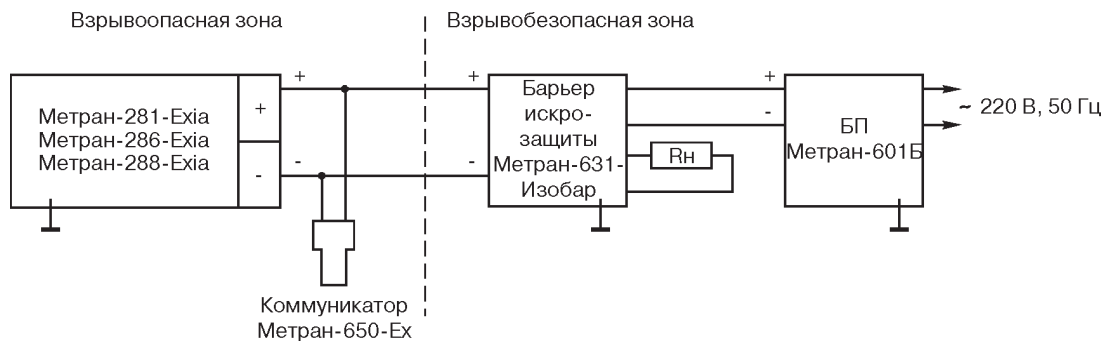 Взрывоопасная зона
Взрывобезопасная зона
Метран-281-Exia
Метран-286-Exia
Метран-288-Exia
+
-
+
-
+
-
Барьер
искро-
защиты
Метран-631-
Изобар
Rн
+
-
БП
Метран-601Б
~ 220 В, 50 Гц
Коммуникатор
Метран-650-Ex